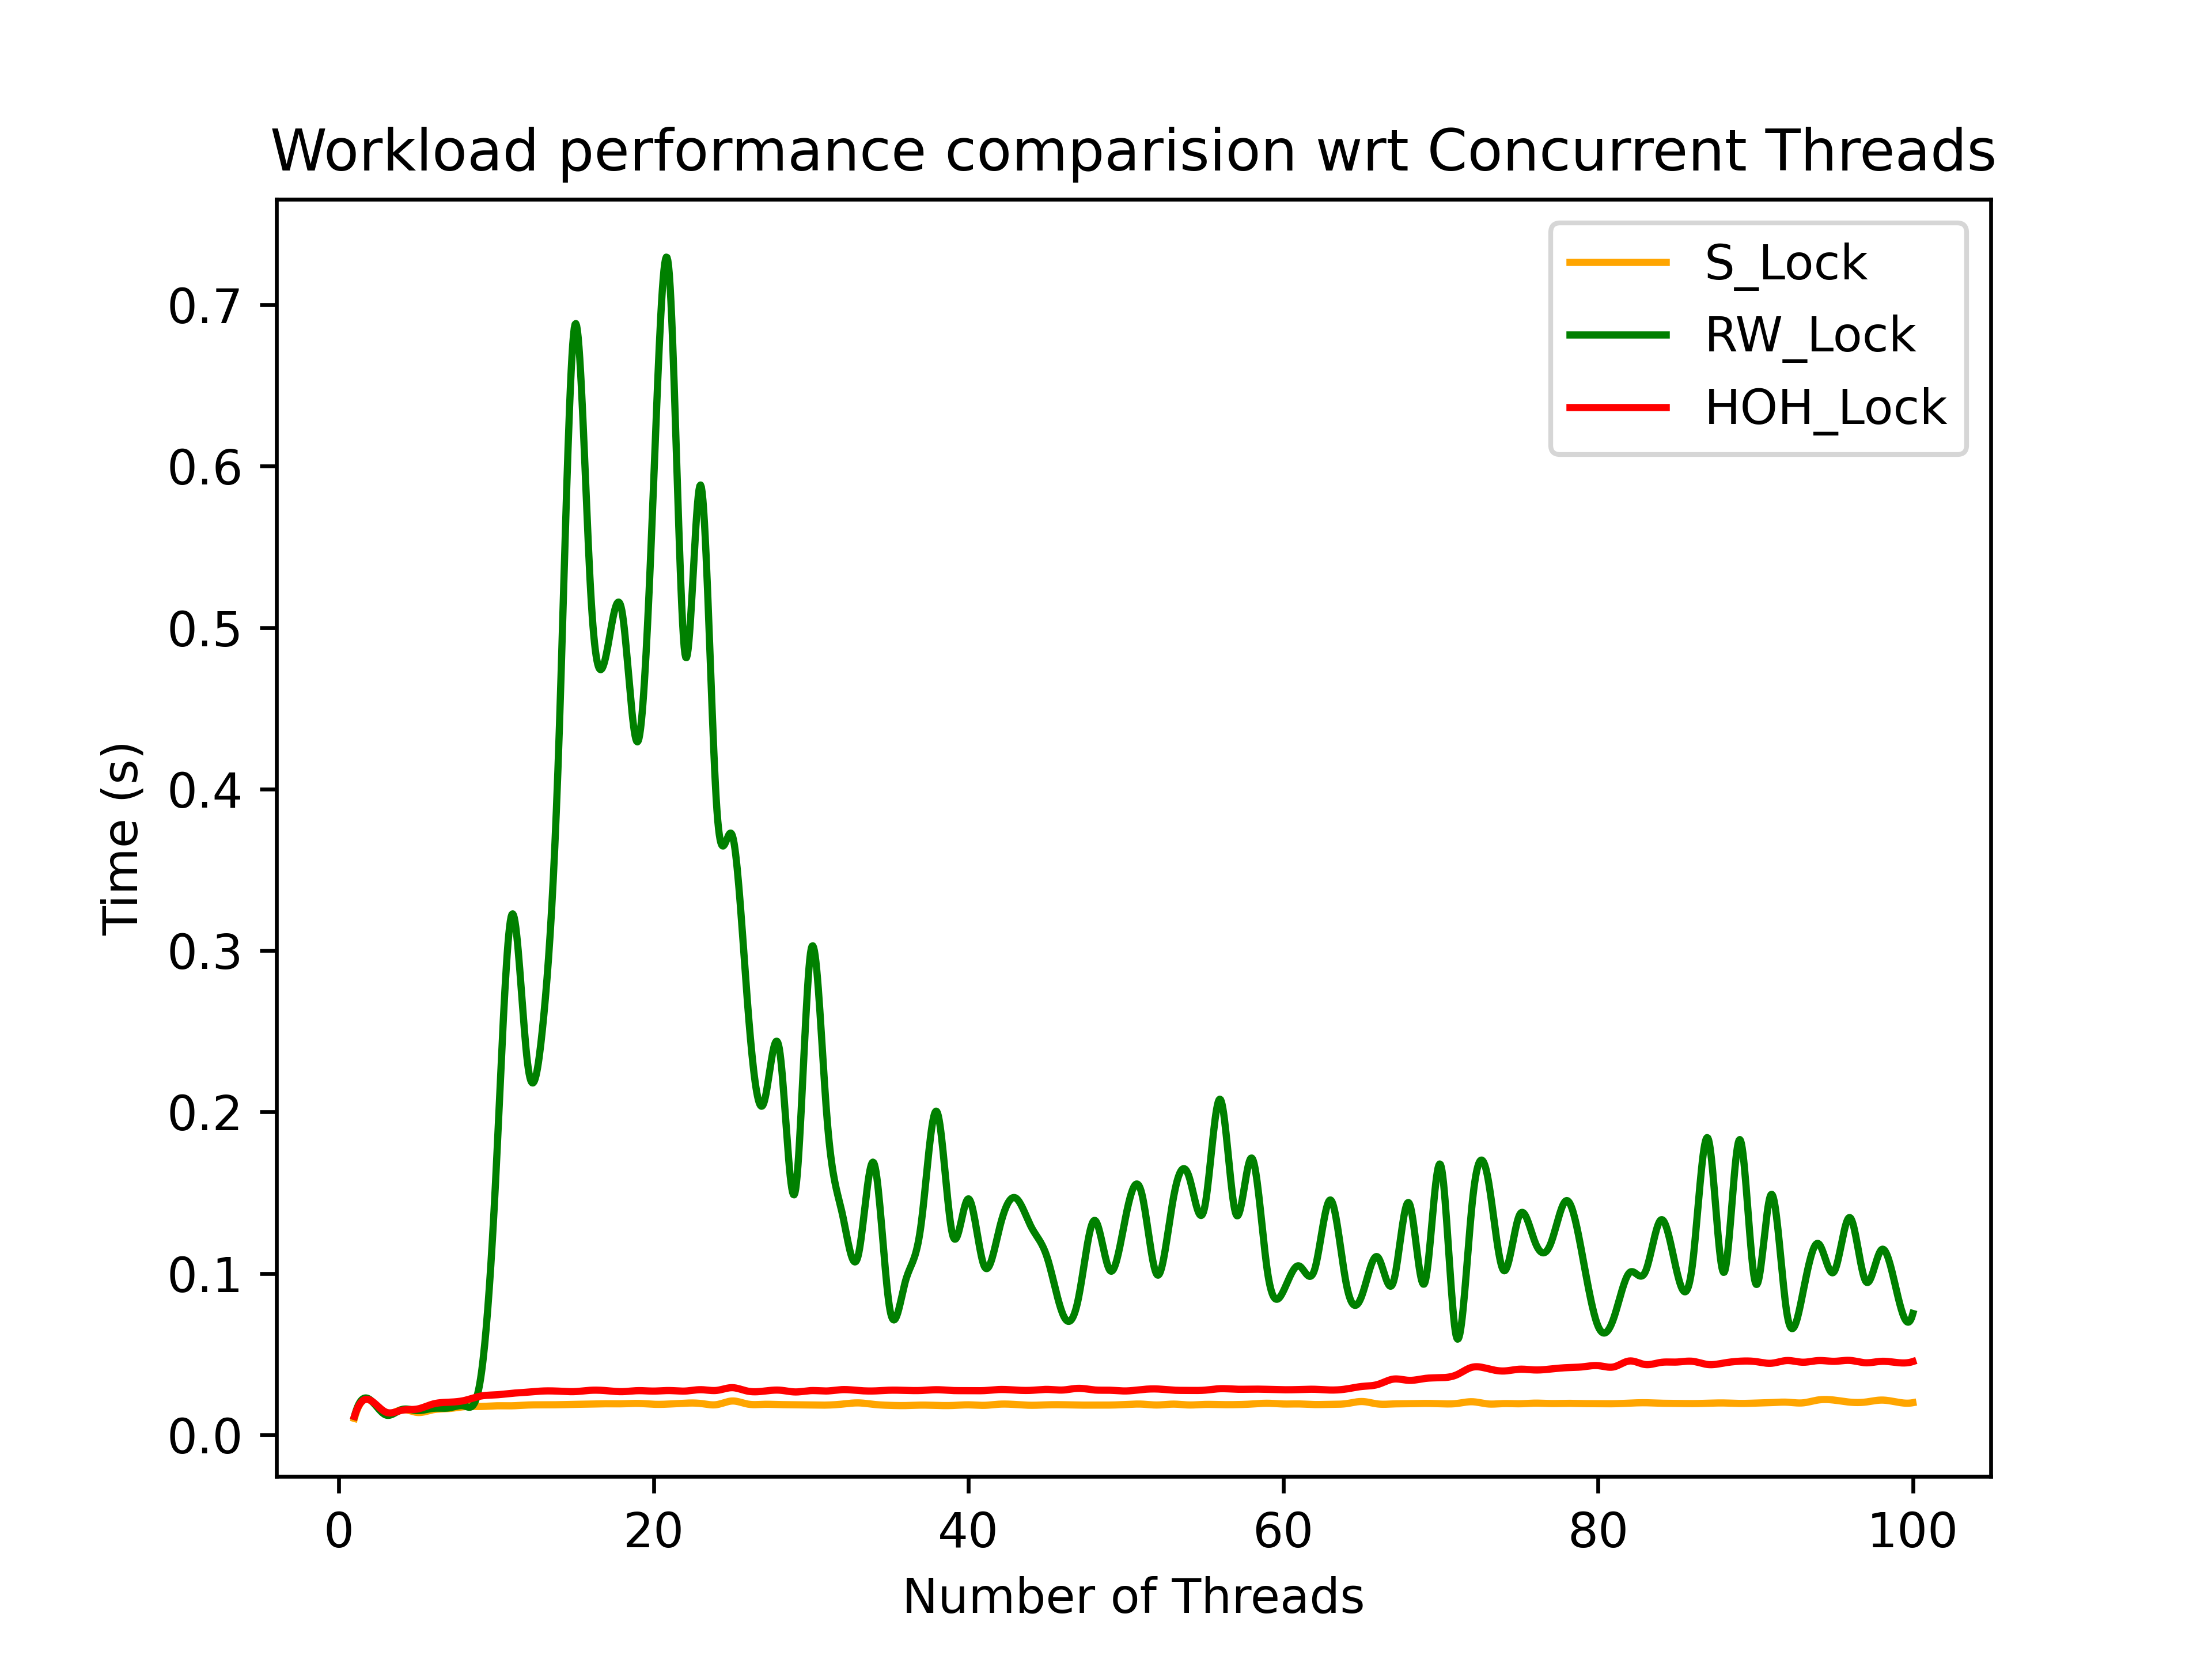 Workload performance comparision wrt Concurrent Threads
S_Lock
RW_Lock
HOH_Lock
Time (s)
0.7
0.6
0.5
0.4
0.3
0.2
0.1
0.0
0 20 40 60 80 100
Number of Threads